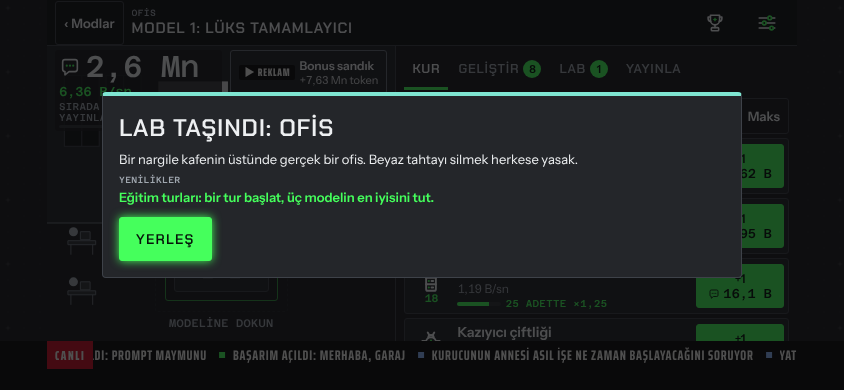 ‹ Modlar
OFİS
MODEL 1: LÜKS TAMAMLAYICI
2,6 Mn
6,36 B/sn
SIRADA
YAYINLA
REKLAM
Bonus sandık
+7,63 Mn token
KUR
GELİŞTİR 8
LAB 1
YAYINLA
Maks
LAB TAŞINDI: OFİS
Bir nargile kafenin üstünde gerçek bir ofis. Beyaz tahtayı silmek herkese yasak.
YENİLİKLER
Eğitim turları: bir tur başlat, üç modelin en iyisini tut.
YERLEŞ
62 B
95 B
1,19 B/sn
18
25 ADETTE ×1,25
+1
16,1 B
MODELİNE DOKUN
Kazıyıcı çiftliği
+1
CANLI
DI: PROMPT MAYMUNU
BAŞARIM AÇILDI: MERHABA, GARAJ
KURUCUNUN ANNESİ ASIL İŞE NE ZAMAN BAŞLAYACAĞINI SORUYOR
YAT